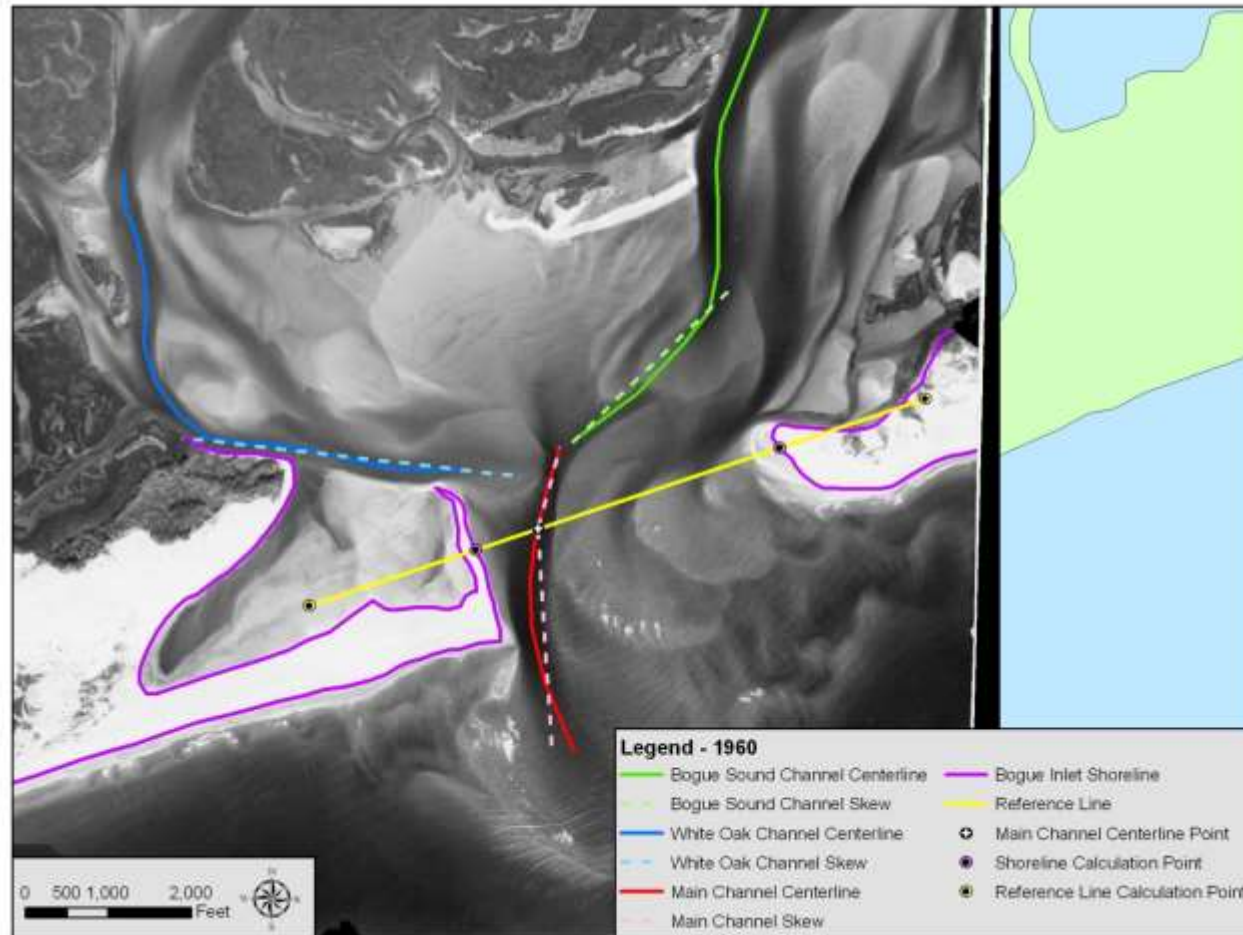 Legend - 1960
Bogue Sound Channel Centerline
Bogue Sound Channel Skew
White Oak Channel Centerline
White Oak Channel Skew
Main Channel Centerline
Main Channel Skew
Bogue Inlet Shoreline
Reference Line
Main Channel Centerline Point
Shoreline Calculation Point
Reference Line Calculation Point
0 500 1,000 2,000
Feet
N